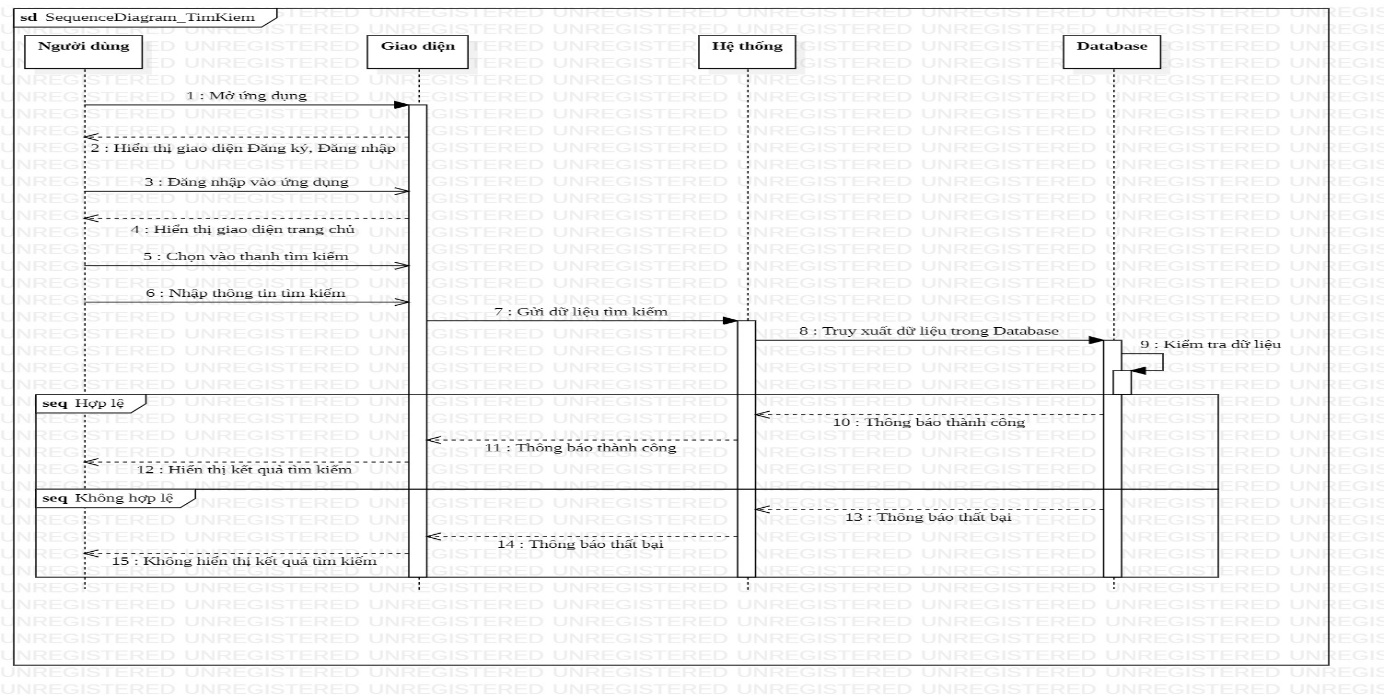 sd SequenceDiagram_TimKiem
Người dùng
Giao diện
Hệ thống
Database
1 : Mở ứng dụng
2 : Hiển thị giao diện Đăng ký, Đăng nhập
3 : Đăng nhập vào ứng dụng
4 : Hiển thị giao diện trang chủ
5 : Chọn vào thanh tìm kiếm
6 : Nhập thông tin tìm kiếm
7 : Gửi dữ liệu tìm kiếm
8 : Truy xuất dữ liệu trong Database
9 : Kiểm tra dữ liệu
seq Hợp lệ
10 : Thông báo thành công
11 : Thông báo thành công
12 : Hiển thị kết quả tìm kiếm
seq Không hợp lệ
13 : Thông báo thất bại
14 : Thông báo thất bại
15 : Không hiển thị kết quả tìm kiếm
UNREGISTERED